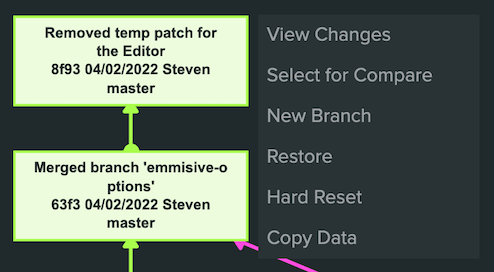 Removed temp patch for
the Editor
8f93 04/02/2022 Steven
master
View Changes
Select for Compare
New Branch
Restore
Hard Reset
Copy Data
Merged branch 'emmisive-o
ptions'
63f3 04/02/2022 Steven
master